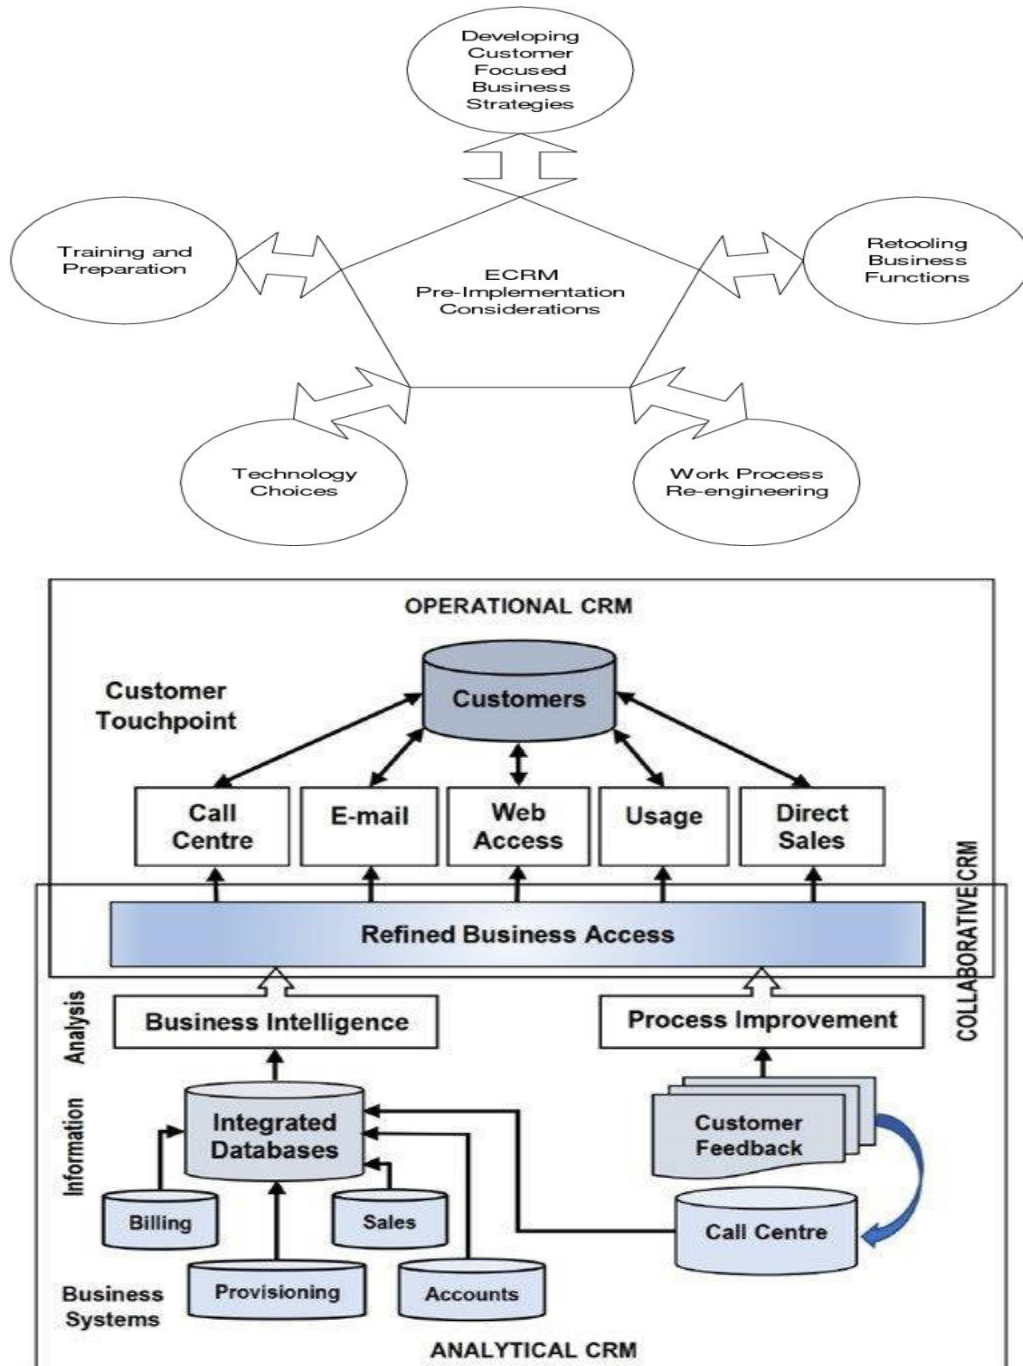 Developing
Customer
Focused
Business
Strategies
Training and
Preparation
ECRM
Pre-Implementation
Considerations
Retooling
Business
Functions
Technology
Choices
Work Process
Re-engineering
OPERATIONAL CRM
Customer
Touchpoint
Customers
Call
Centre
E-mail
Web
Access
Usage
Direct
Sales
COLLABORATIVE CRM
Refined Business Access
Analysis
Business Intelligence
Process Improvement
Information
Integrated
Databases
Customer
Feedback
Billing
Sales
Call Centre
Business
Systems
Provisioning
Accounts
ANALYTICAL CRM